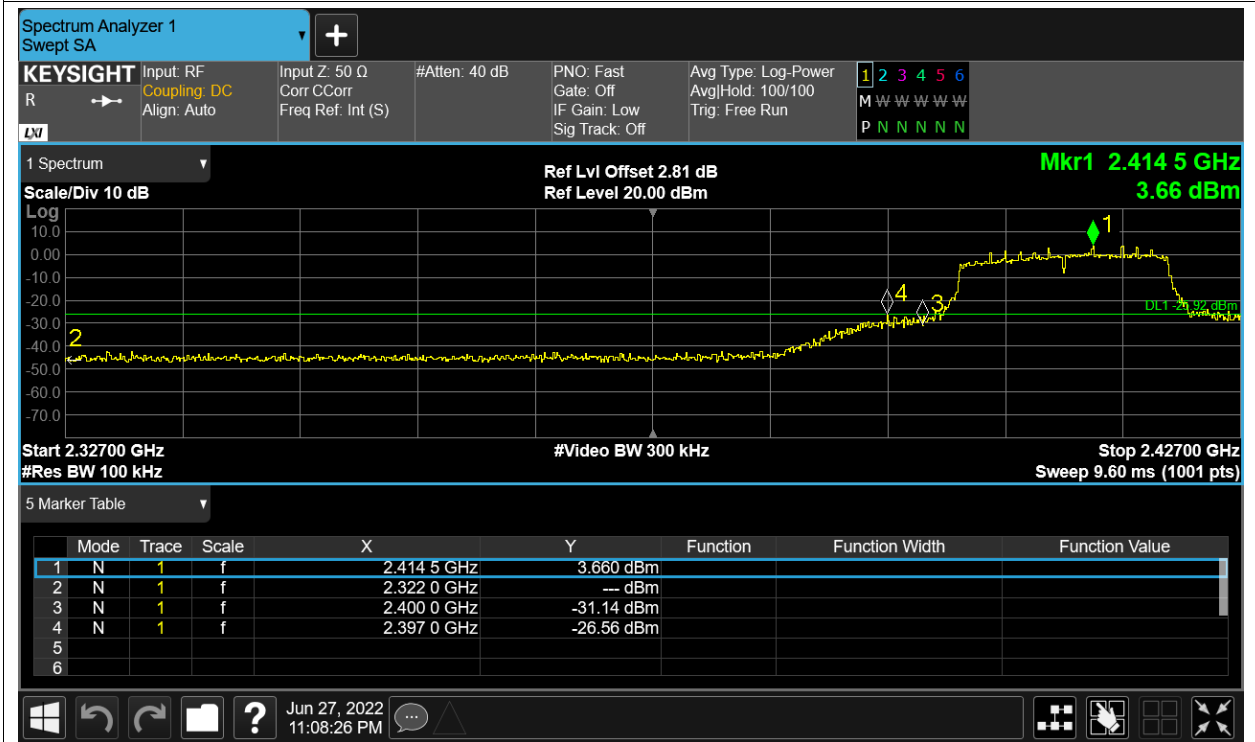 Spectrum Analyzer 1
Swept SA
+
KEYSIGHT Input: RF Input Z: 50 Ω #Atten: 40 dB PNO: Fast Avg Type: Log-Power 1 2 3 4 5 6
R Coupling: DC Corr CCorr Gate: Off Avg|Hold: 100/100 M W W W W W
Align: Auto Freq Ref: Int (S) IF Gain: Low Trig: Free Run
LXI Sig Track: Off P N N N N N
1 Spectrum Ref Lvl Offset 2.81 dB Mkr1 2.414 5 GHz
Scale/Div 10 dB Ref Level 20.00 dBm 3.66 dBm
Log
10.0 1
0.00
-10.0
-20.0 4 3
-30.0 2
-40.0
-50.0
-60.0
-70.0
Start 2.32700 GHz #Video BW 300 kHz Stop 2.42700 GHz
#Res BW 100 kHz Sweep 9.60 ms (1001 pts)
5 Marker Table
Mode Trace Scale X Y Function Function Width Function Value
1 N 1 f 2.414 5 GHz 3.660 dBm
2 N 1 f 2.322 0 GHz --- dBm
3 N 1 f 2.400 0 GHz -31.14 dBm
4 N 1 f 2.397 0 GHz -26.56 dBm
5
6
? Jun 27, 2022
11:08:26 PM